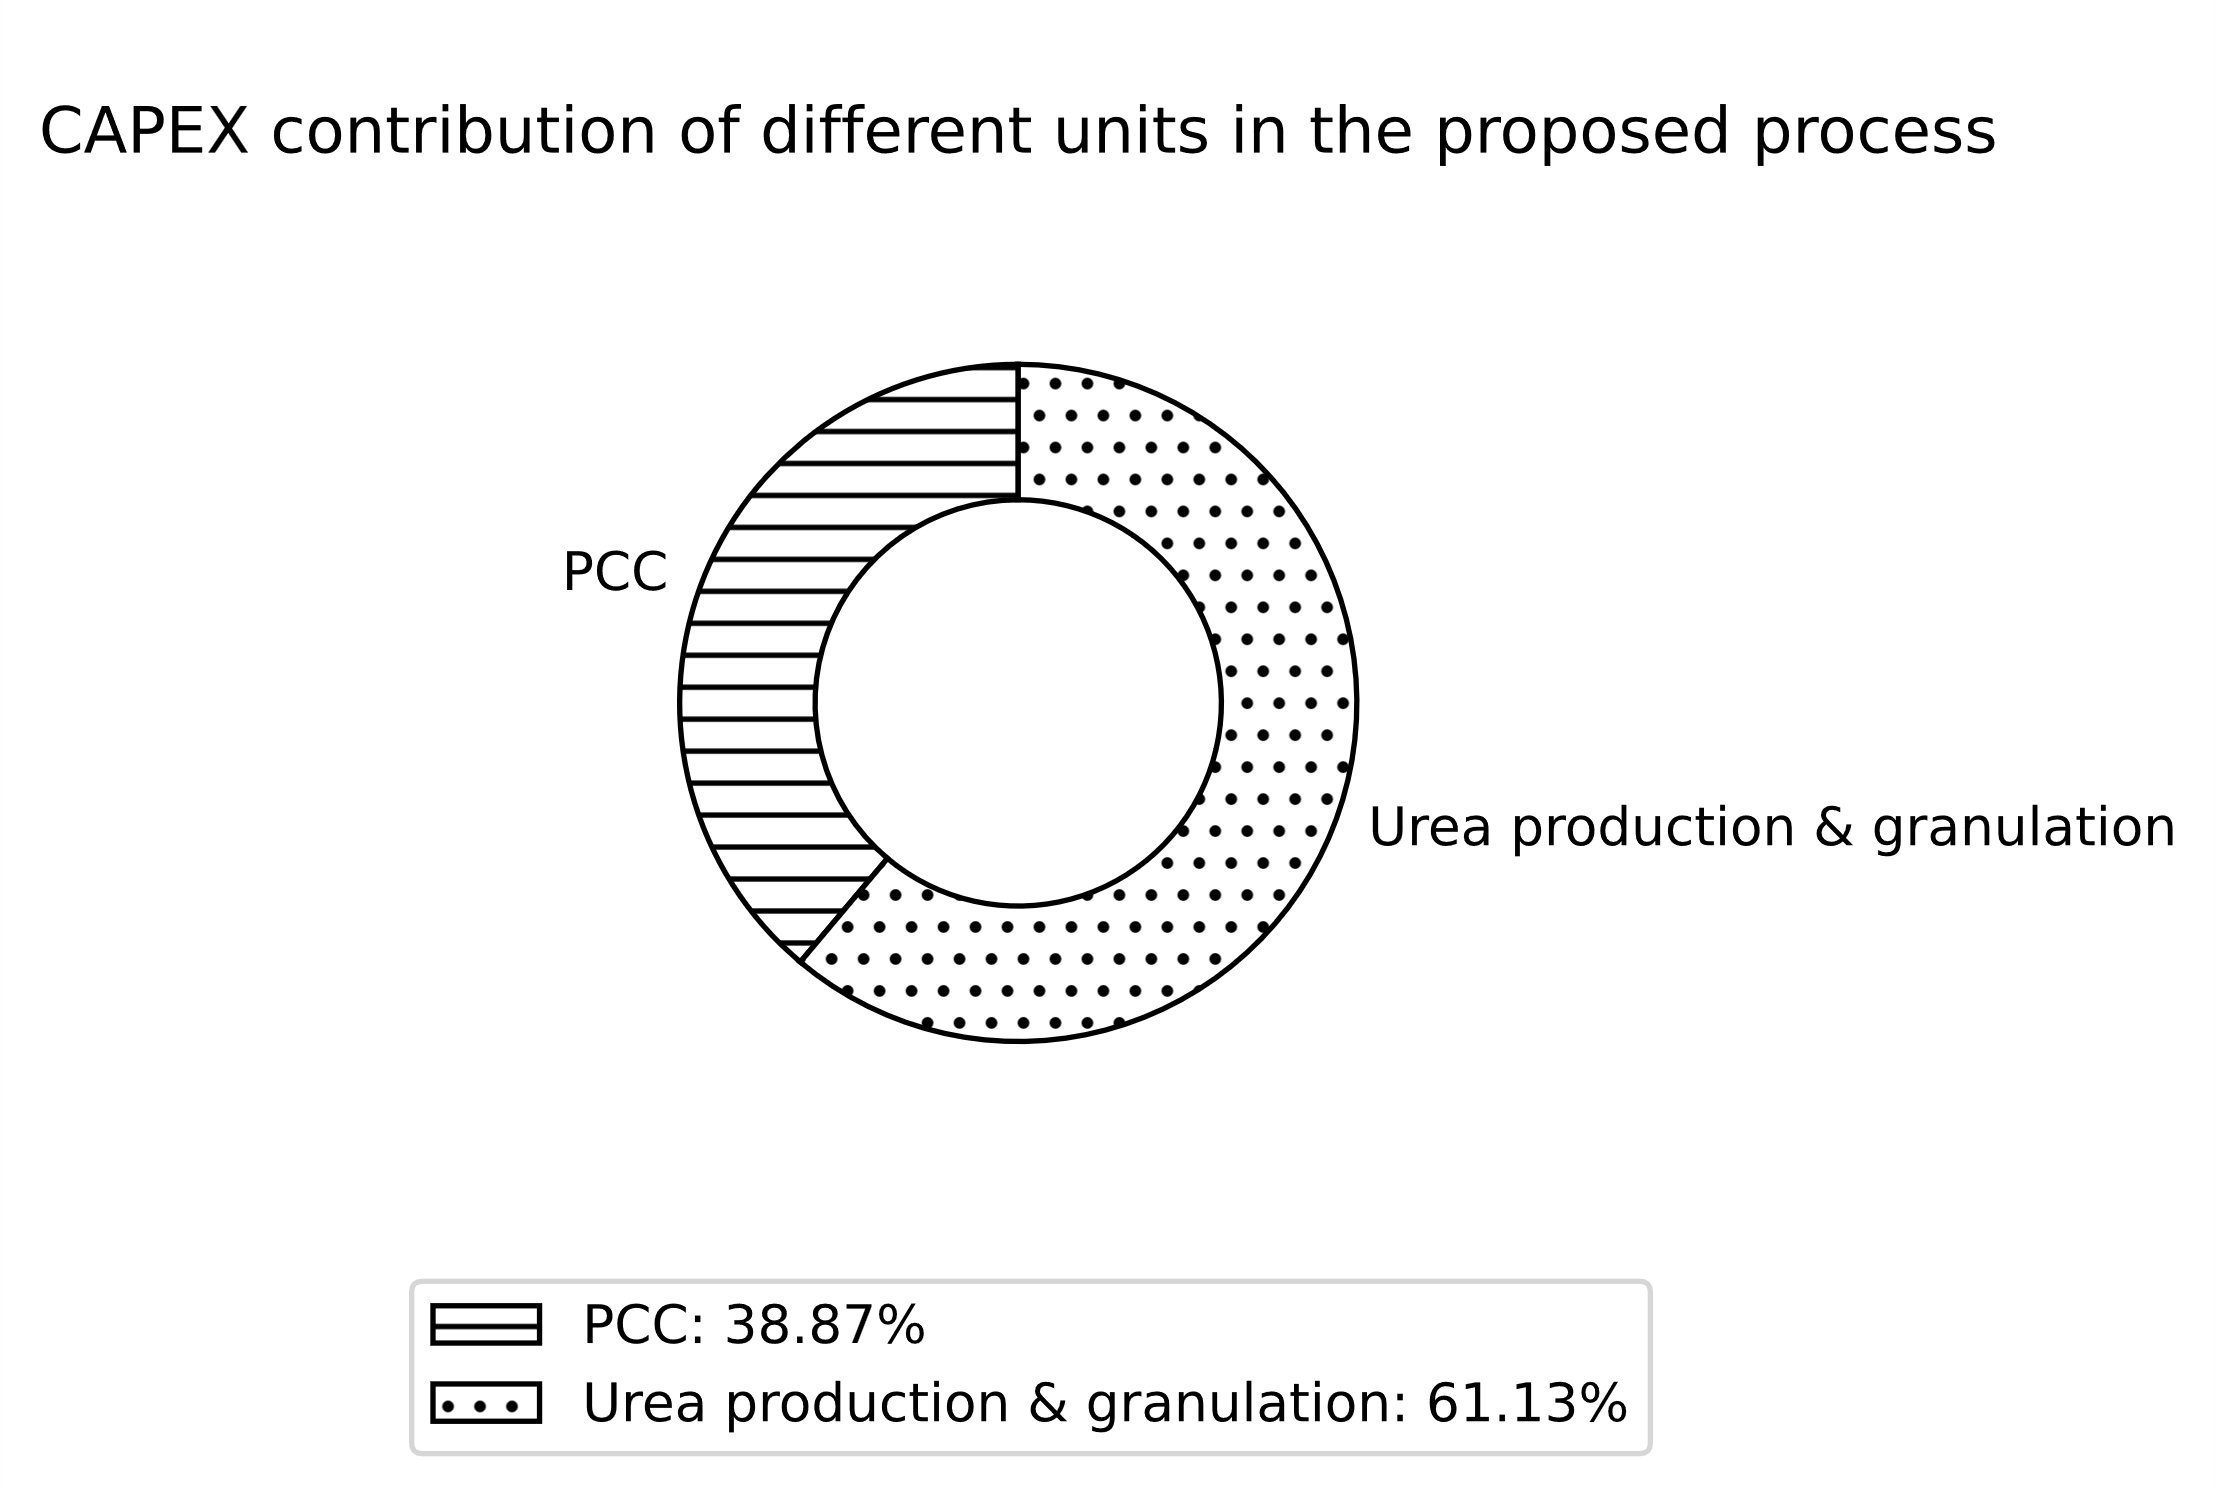 CAPEX contribution of different units in the proposed process
PCC
Urea production & granulation
PCC: 38.87%
Urea production & granulation: 61.13%